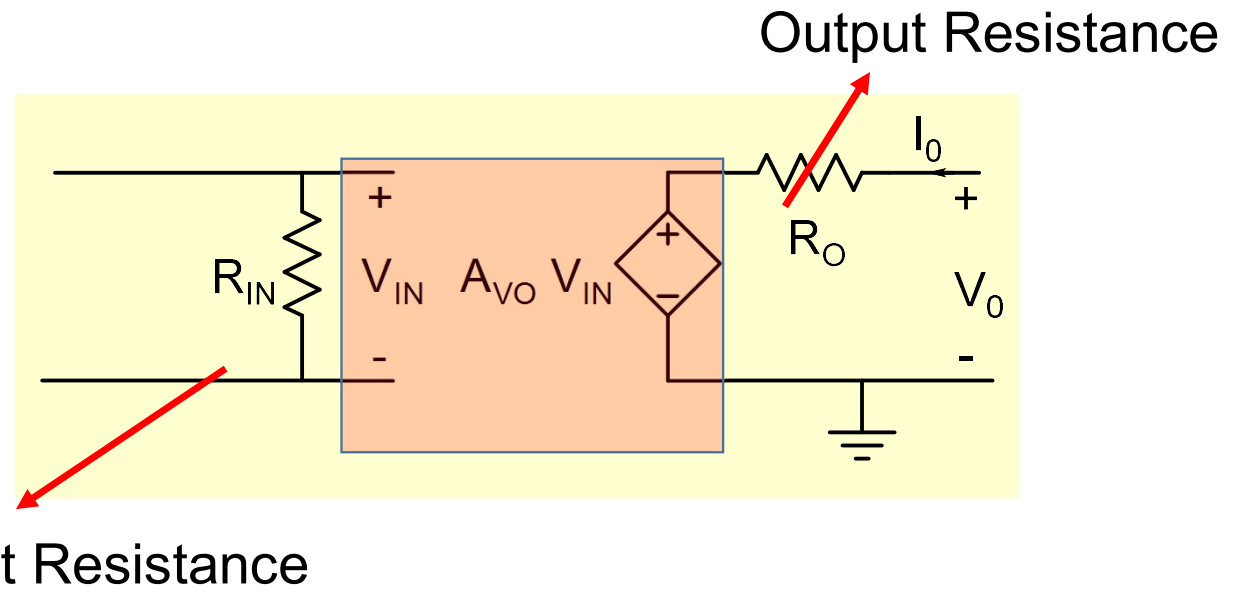 Output Resistance
I0
+ + +
RO
RIN VIN AVO VIN V0
- − -
t Resistance